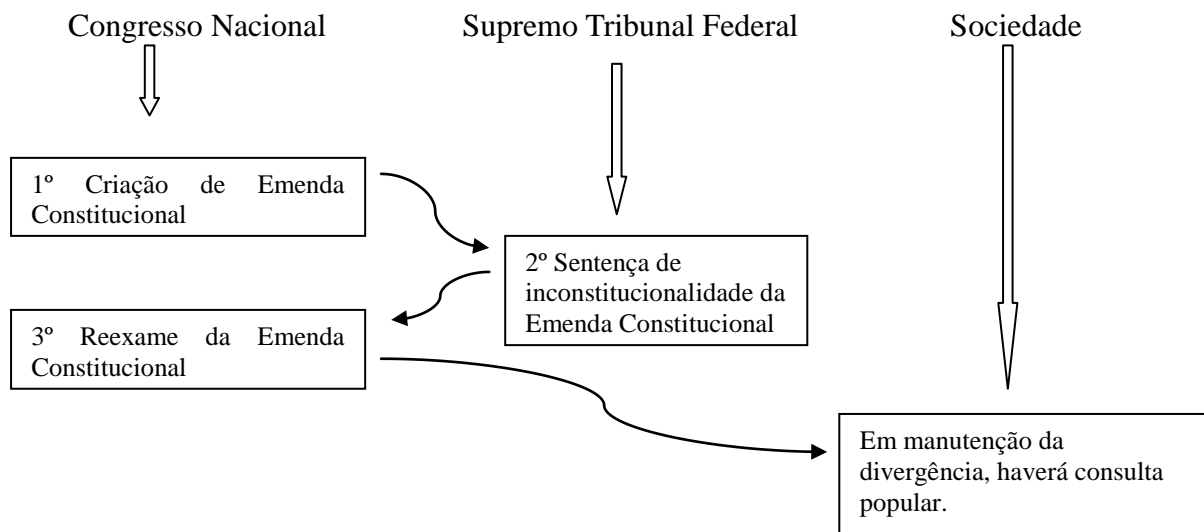 Congresso Nacional
Supremo Tribunal Federal
Sociedade
1º Criação de Emenda
Constitucional
2º Sentença de
inconstitucionalidade da
Emenda Constitucional
3º Reexame da Emenda
Constitucional
Em manutenção da
divergência, haverá consulta
popular.